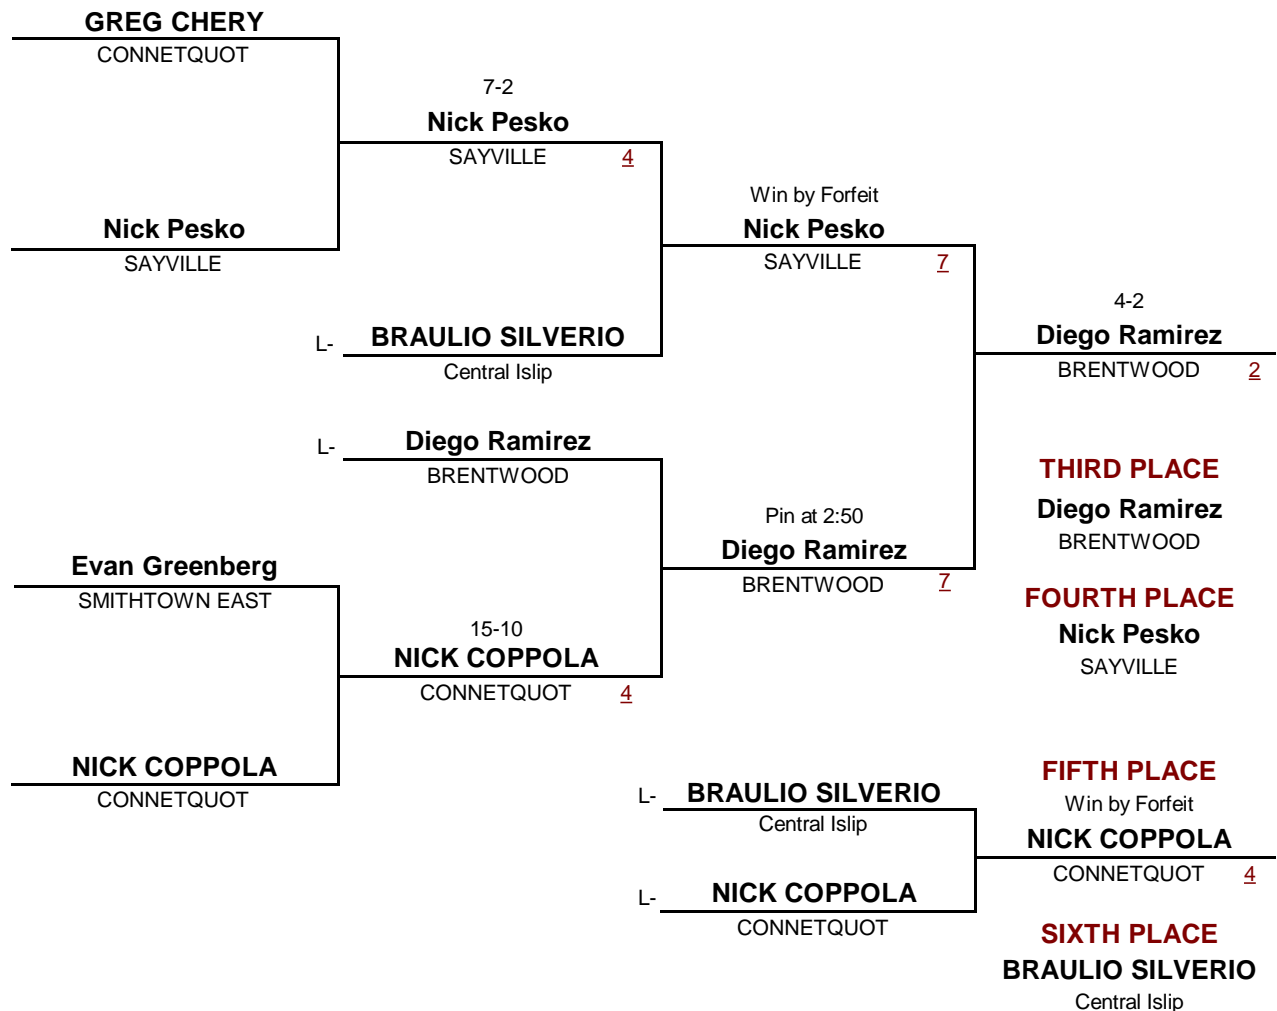 GREG CHERY
CONNETQUOT
7-2
Nick Pesko
SAYVILLE 4
Win by Forfeit
Nick Pesko
SAYVILLE
Nick Pesko
SAYVILLE 7
4-2
Diego Ramirez
BRENTWOOD 2
L- BRAULIO SILVERIO
Central Islip
L- Diego Ramirez
BRENTWOOD
THIRD PLACE
Diego Ramirez
BRENTWOOD
Pin at 2:50
Diego Ramirez
BRENTWOOD 7
Evan Greenberg
SMITHTOWN EAST
FOURTH PLACE
Nick Pesko
SAYVILLE
15-10
NICK COPPOLA
CONNETQUOT 4
NICK COPPOLA
CONNETQUOT
FIFTH PLACE
Win by Forfeit
NICK COPPOLA
CONNETQUOT 4
L- BRAULIO SILVERIO
Central Islip
L- NICK COPPOLA
CONNETQUOT
SIXTH PLACE
BRAULIO SILVERIO
Central Islip